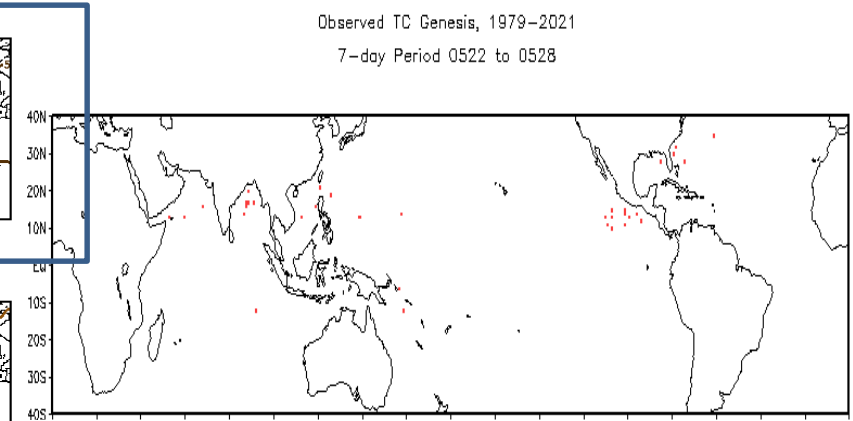 Observed TC Genesis, 1979-2021
7-day Period 0522 to 0528
40N
30N
20N
10N
EQ
10S
20S
30S
40S